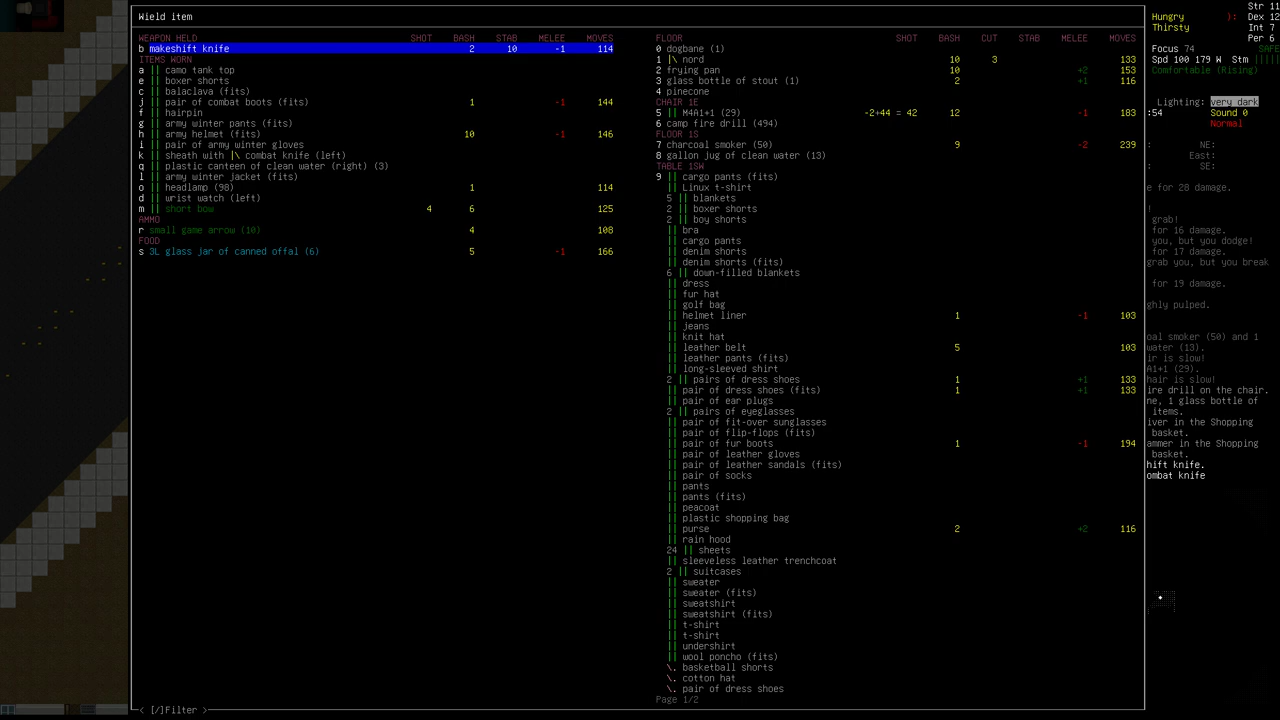 Wield item
WEAPON HELD SHOT BASH STAB MELEE MOVES
b makeshift knife 2 10 -1 114
ITEMS WORN
a || camo tank top
e || boxer shorts
c || balaclava (fits)
j || pair of combat boots (fits) 1 -1 144
f || hairpin
g || army winter pants (fits)
h || army helmet (fits) 10 -1 146
i || pair of army winter gloves
k || sheath with |\ combat knife (left)
q || plastic canteen of clean water (right) (3)
l || army winter jacket (fits)
o || headlamp (98) 1 114
d || wrist watch (left)
m || short bow 4 6 125
AMMO
r small game arrow (10) 4 108
FOOD
s 3L glass jar of canned offal (6) 5 -1 166
< [/]Filter >
FLOOR SHOT BASH CUT STAB MELEE MOVES
0 dogbane (1)
1 |\ nord 10 3 133
2 frying pan 10 +2 153
3 glass bottle of stout (1) 2 +1 116
4 pinecone
CHAIR 1E
5 || M4A1+1 (29) -2+44 = 42 12 -1 183
6 camp fire drill (494)
FLOOR 1S
7 charcoal smoker (50) 9 -2 239
8 gallon jug of clean water (13)
TABLE 1SW
9 || cargo pants (fits)
|| Linux t-shirt
5 || blankets
2 || boxer shorts
2 || boy shorts
|| bra
|| cargo pants
|| denim shorts
|| denim shorts (fits)
6 || down-filled blankets
|| dress
|| fur hat
|| golf bag
|| helmet liner 1 -1 103
|| jeans
|| knit hat
|| leather belt 5 103
|| leather pants (fits)
|| long-sleeved shirt
2 || pairs of dress shoes 1 +1 133
|| pair of dress shoes (fits) 1 +1 133
|| pair of ear plugs
2 || pairs of eyeglasses
|| pair of fit-over sunglasses
|| pair of flip-flops (fits)
|| pair of fur boots 1 -1 194
|| pair of leather gloves
|| pair of leather sandals (fits)
|| pair of socks
|| pants
|| pants (fits)
|| peacoat
|| plastic shopping bag
|| purse 2 +2 116
|| rain hood
24 || sheets
|| sleeveless leather trenchcoat
2 || suitcases
|| sweater
|| sweater (fits)
|| sweatshirt
|| sweatshirt (fits)
|| t-shirt
|| t-shirt
|| undershirt
|| wool poncho (fits)
\. basketball shorts
\. cotton hat
\. pair of dress shoes
Page 1/2
Str 11
Hungry ): Dex 12
Thirsty Int 7
Per 6
Focus 74 SAFE
Spd 100 179 W Stm |||||
Comfortable (Rising)
Lighting: very dark
:54 Sound 0
Normal
: NE:
: East:
: SE:
e for 28 damage.
!
grab!
for 16 damage.
you, but you dodge!
for 17 damage.
grab you, but you break
for 19 damage.
ghly pulped.
oal smoker (50) and 1
water (13).
ir is slow!
A1+1 (29).
hair is slow!
ire drill on the chair.
ne, 1 glass bottle of
items.
iver in the Shopping
basket.
ammer in the Shopping
basket.
hift knife.
ombat knife